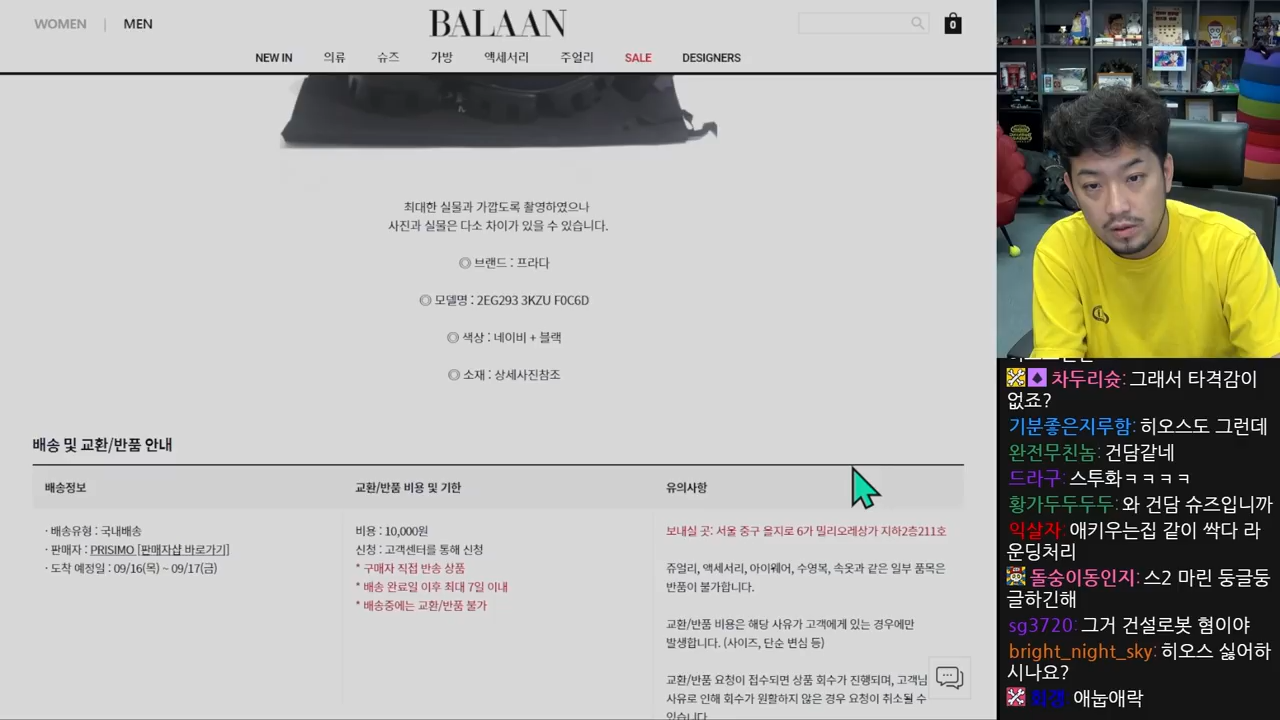 WOMEN | MEN
BALAAN
0
NEW IN 의류 슈즈 가방 액세서리 주얼리 SALE DESIGNERS
최대한 실물과 가깝도록 촬영하였으나
사진과 실물은 다소 차이가 있을 수 있습니다.
◎ 브랜드 : 프라다
◎ 모델명 : 2EG293 3KZU F0C6D
◎ 색상 : 네이비 + 블랙
◎ 소재 : 상세사진참조
배송 및 교환/반품 안내
배송정보
· 배송유형 : 국내배송
· 판매자 : PRISIMO [판매자샵 바로가기]
· 도착 예정일 : 09/16(목) ~ 09/17(금)
교환/반품 비용 및 기한
비용 : 10,000원
신청 : 고객센터를 통해 신청
* 구매자 직접 반송 상품
* 배송 완료일 이후 최대 7일 이내
* 배송중에는 교환/반품 불가
유의사항
보내실 곳: 서울 중구 을지로 6가 밀리오레상가 지하2층211호
쥬얼리, 액세서리, 아이웨어, 수영복, 속옷과 같은 일부 품목은
반품이 불가합니다.
교환/반품 비용은 해당 사유가 고객에게 있는 경우에만
발생합니다. (사이즈, 단순 변심 등)
교환/반품 요청이 접수되면 상품 회수가 진행되며, 고객님
사유로 인해 회수가 원활하지 않은 경우 요청이 취소될 수
있습니다.
차두리슛: 그래서 타격감이
없죠?
기분좋은지루함: 히오스도 그런데
완전무친놈: 건담같네
드라구: 스투화ㅋㅋㅋㅋ
황가두두두두: 와 건담 슈즈입니까
익살자: 애키우는집 같이 싹다 라
운딩처리
돌숭이동인지: 스2 마린 둥글둥
글하긴해
sg3720: 그거 건설로봇 혐이야
bright_night_sky: 히오스 싫어하
시나요?
애눕애락